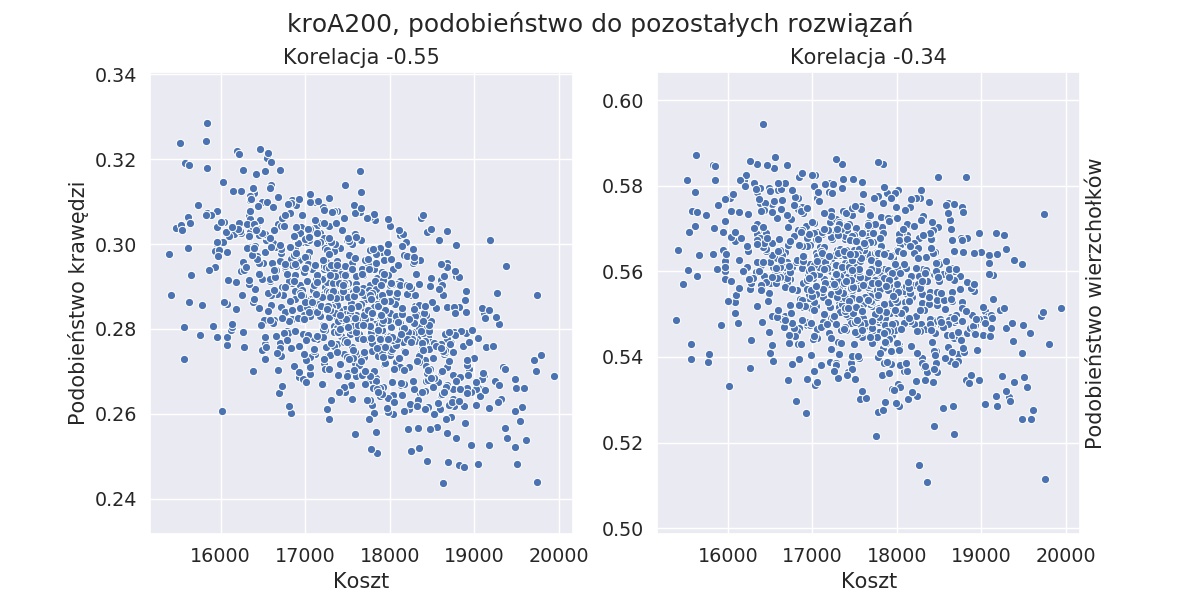 kroA200, podobieństwo do pozostałych rozwiązań
Korelacja -0.55
Podobieństwo krawędzi
0.34
0.32
0.30
0.28
0.26
0.24
16000 17000 18000 19000 20000
Koszt
Korelacja -0.34
0.60
0.58
0.56
0.54
0.52
0.50
16000 17000 18000 19000 20000
Koszt
Podobieństwo wierzchołków